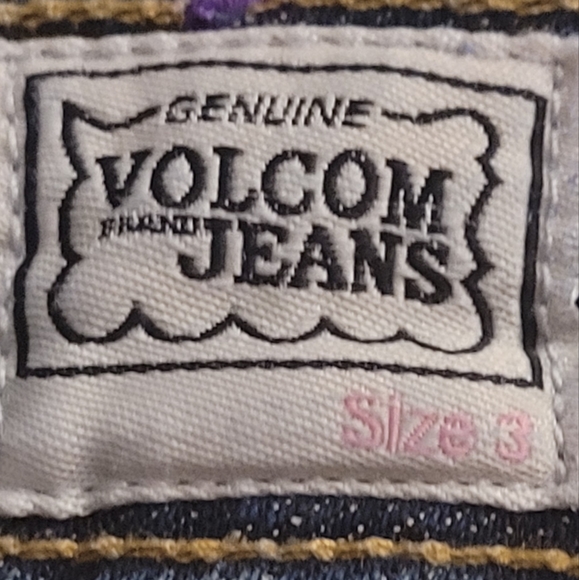 GENUINE
VOLCOM
BRAND
JEANS
Size 3